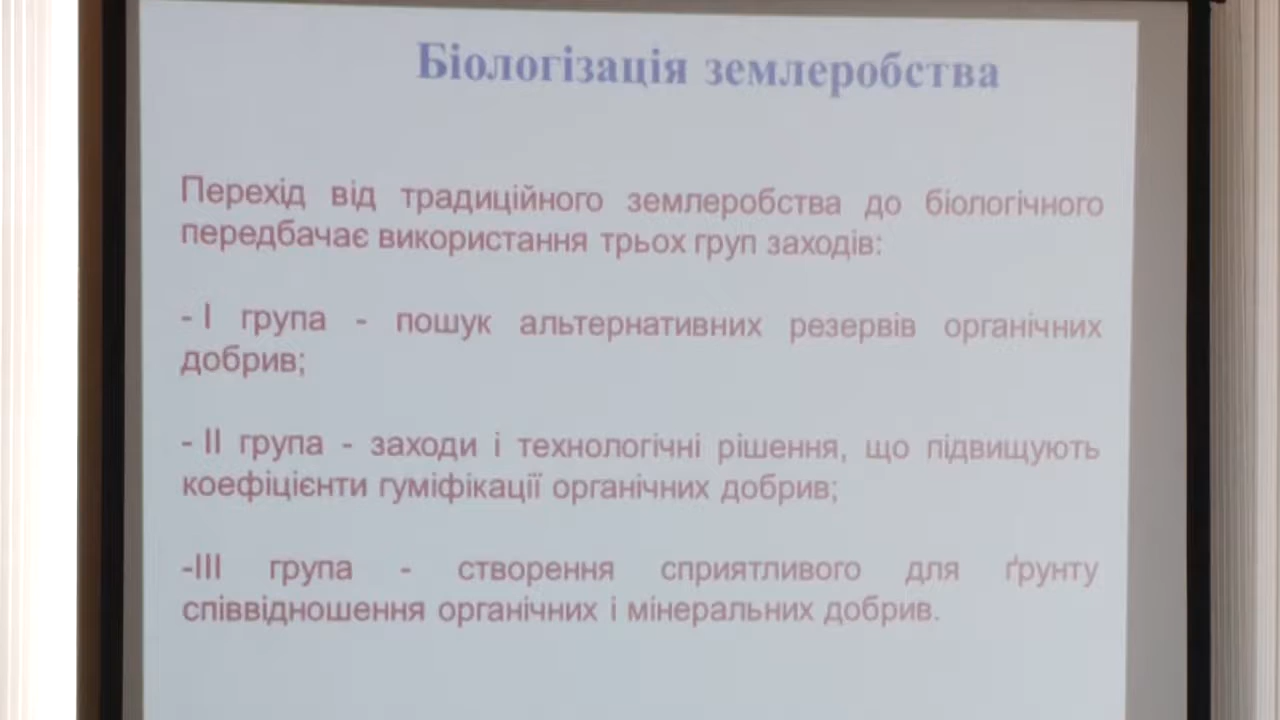 Біологізація землеробства
Перехід від традиційного землеробства до біологічного
передбачає використання трьох груп заходів:
- І група - пошук альтернативних резервів органічних
добрив;
- ІІ група - заходи і технологічні рішення, що підвищують
коефіцієнти гуміфікації органічних добрив;
-ІІІ група - створення сприятливого для ґрунту
співвідношення органічних і мінеральних добрив.